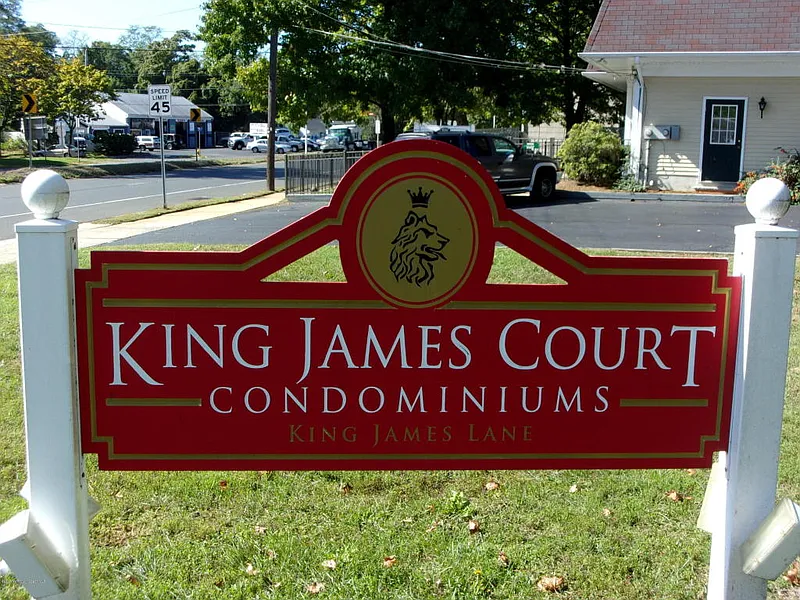 SPEED
LIMIT
45
KING JAMES COURT
CONDOMINIUMS
KING JAMES LANE